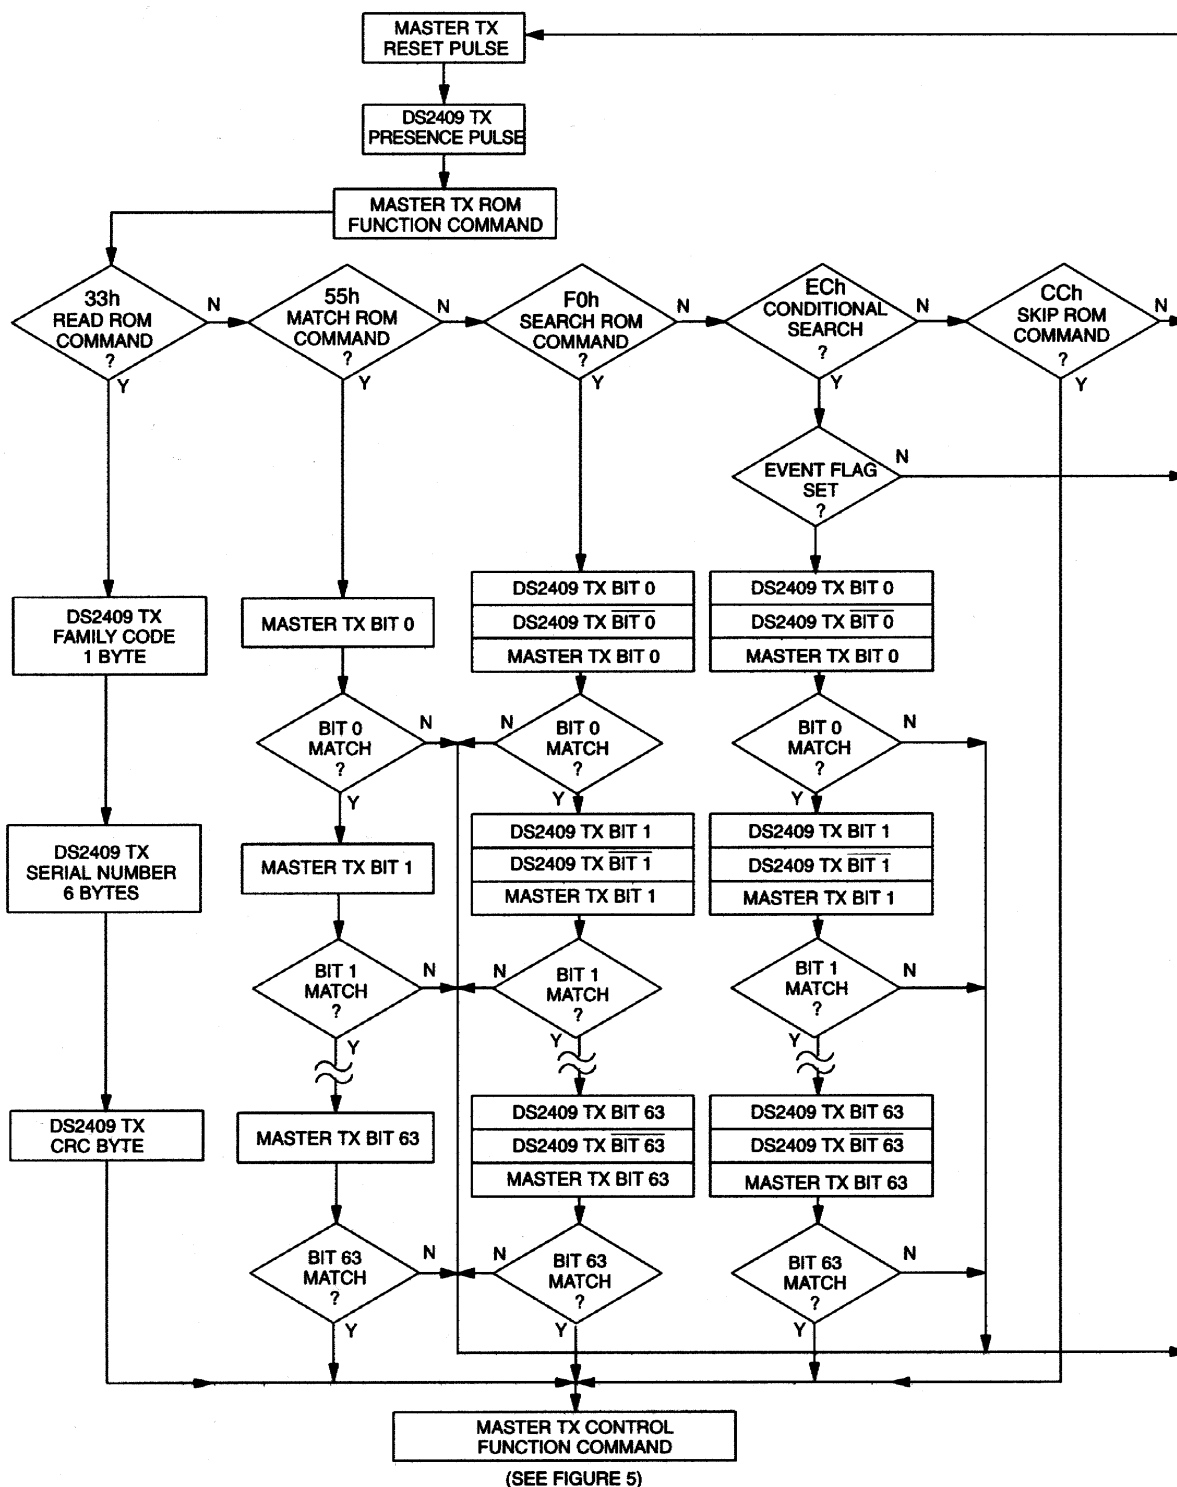 MASTER TX
RESET PULSE
DS2409 TX
PRESENCE PULSE
MASTER TX ROM
FUNCTION COMMAND
33h
READ ROM
COMMAND
?
N
Y
55h
MATCH ROM
COMMAND
?
N
Y
F0h
SEARCH ROM
COMMAND
?
N
Y
ECh
CONDITIONAL
SEARCH
?
N
Y
CCh
SKIP ROM
COMMAND
?
N
Y
EVENT FLAG
SET
?
N
DS2409 TX
FAMILY CODE
1 BYTE
DS2409 TX
SERIAL NUMBER
6 BYTES
DS2409 TX
CRC BYTE
MASTER TX BIT 0
BIT 0
MATCH
?
N
Y
MASTER TX BIT 1
BIT 1
MATCH
?
N
Y
MASTER TX BIT 63
BIT 63
MATCH
?
N
Y
DS2409 TX BIT 0
DS2409 TX BIT 0
MASTER TX BIT 0
BIT 0
MATCH
?
N
Y
DS2409 TX BIT 1
DS2409 TX BIT 1
MASTER TX BIT 1
BIT 1
MATCH
?
N
Y
DS2409 TX BIT 63
DS2409 TX BIT 63
MASTER TX BIT 63
BIT 63
MATCH
?
N
Y
DS2409 TX BIT 0
DS2409 TX BIT 0
MASTER TX BIT 0
BIT 0
MATCH
?
N
Y
DS2409 TX BIT 1
DS2409 TX BIT 1
MASTER TX BIT 1
BIT 1
MATCH
?
N
Y
DS2409 TX BIT 63
DS2409 TX BIT 63
MASTER TX BIT 63
BIT 63
MATCH
?
N
Y
MASTER TX CONTROL
FUNCTION COMMAND
(SEE FIGURE 5)